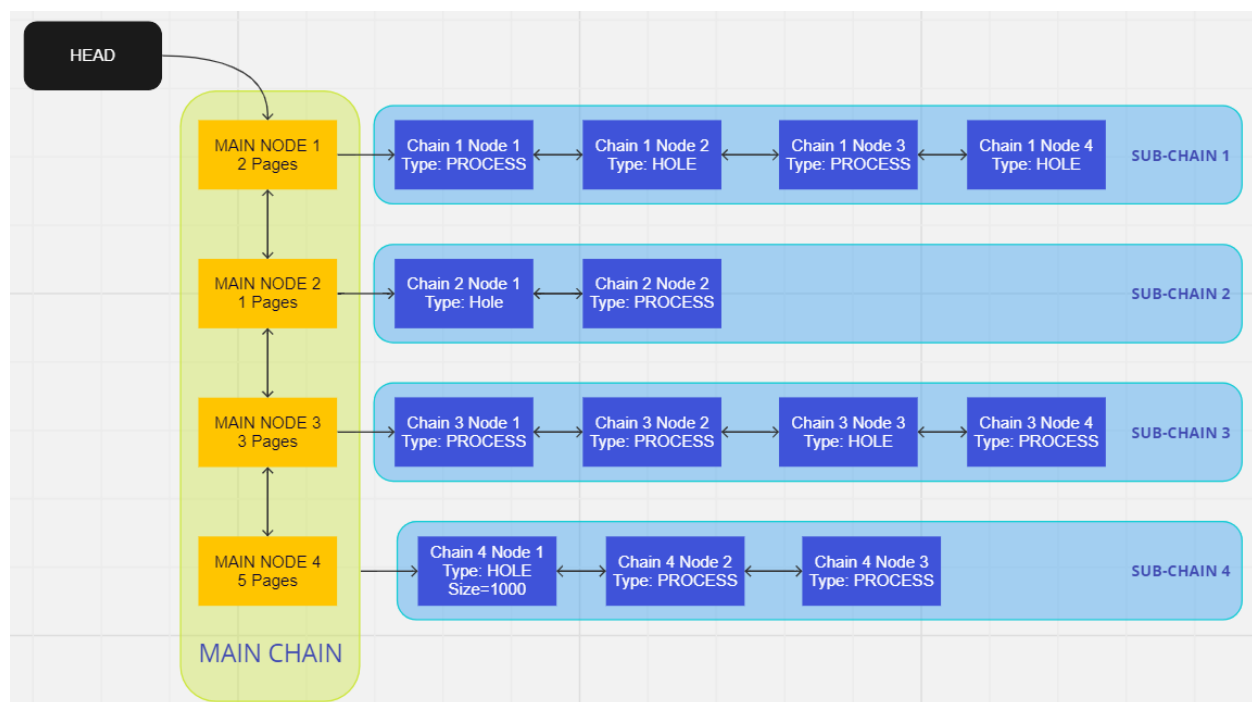 HEAD
MAIN NODE 1
2 Pages
Chain 1 Node 1
Type: PROCESS
Chain 1 Node 2
Type: HOLE
Chain 1 Node 3
Type: PROCESS
Chain 1 Node 4
Type: HOLE
SUB-CHAIN 1
MAIN NODE 2
1 Pages
Chain 2 Node 1
Type: Hole
Chain 2 Node 2
Type: PROCESS
SUB-CHAIN 2
MAIN NODE 3
3 Pages
Chain 3 Node 1
Type: PROCESS
Chain 3 Node 2
Type: PROCESS
Chain 3 Node 3
Type: HOLE
Chain 3 Node 4
Type: PROCESS
SUB-CHAIN 3
MAIN NODE 4
5 Pages
Chain 4 Node 1
Type: HOLE
Size=1000
Chain 4 Node 2
Type: PROCESS
Chain 4 Node 3
Type: PROCESS
SUB-CHAIN 4
MAIN CHAIN